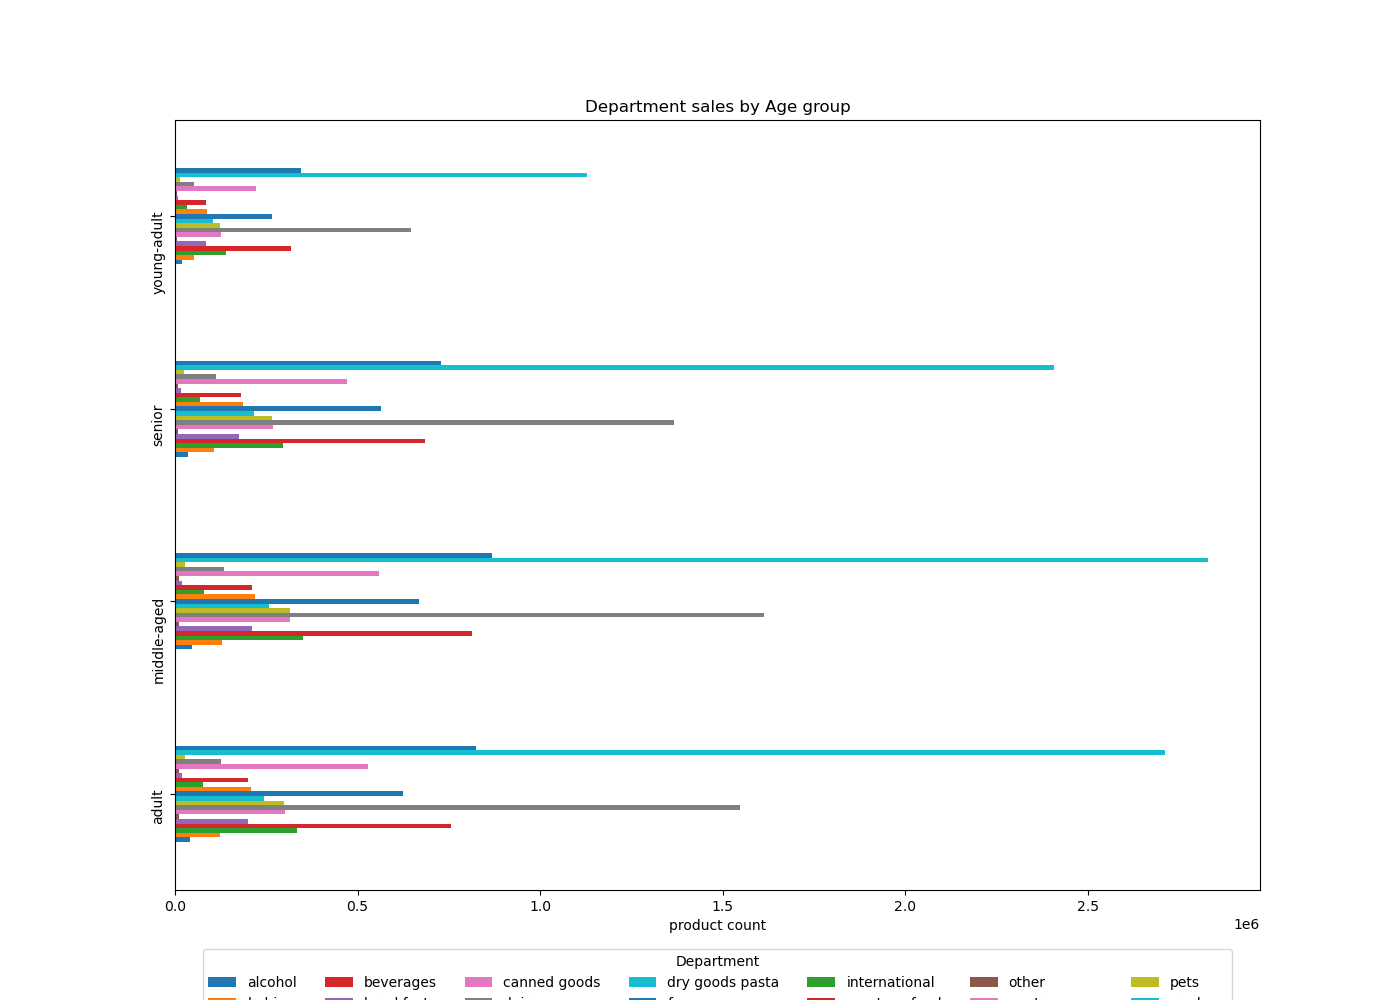 Department sales by Age group
young-adult
senior
middle-aged
adult
0.0 0.5 1.0 1.5 2.0 2.5
1e6
product count
Department
alcohol beverages canned goods dry goods pasta international other pets